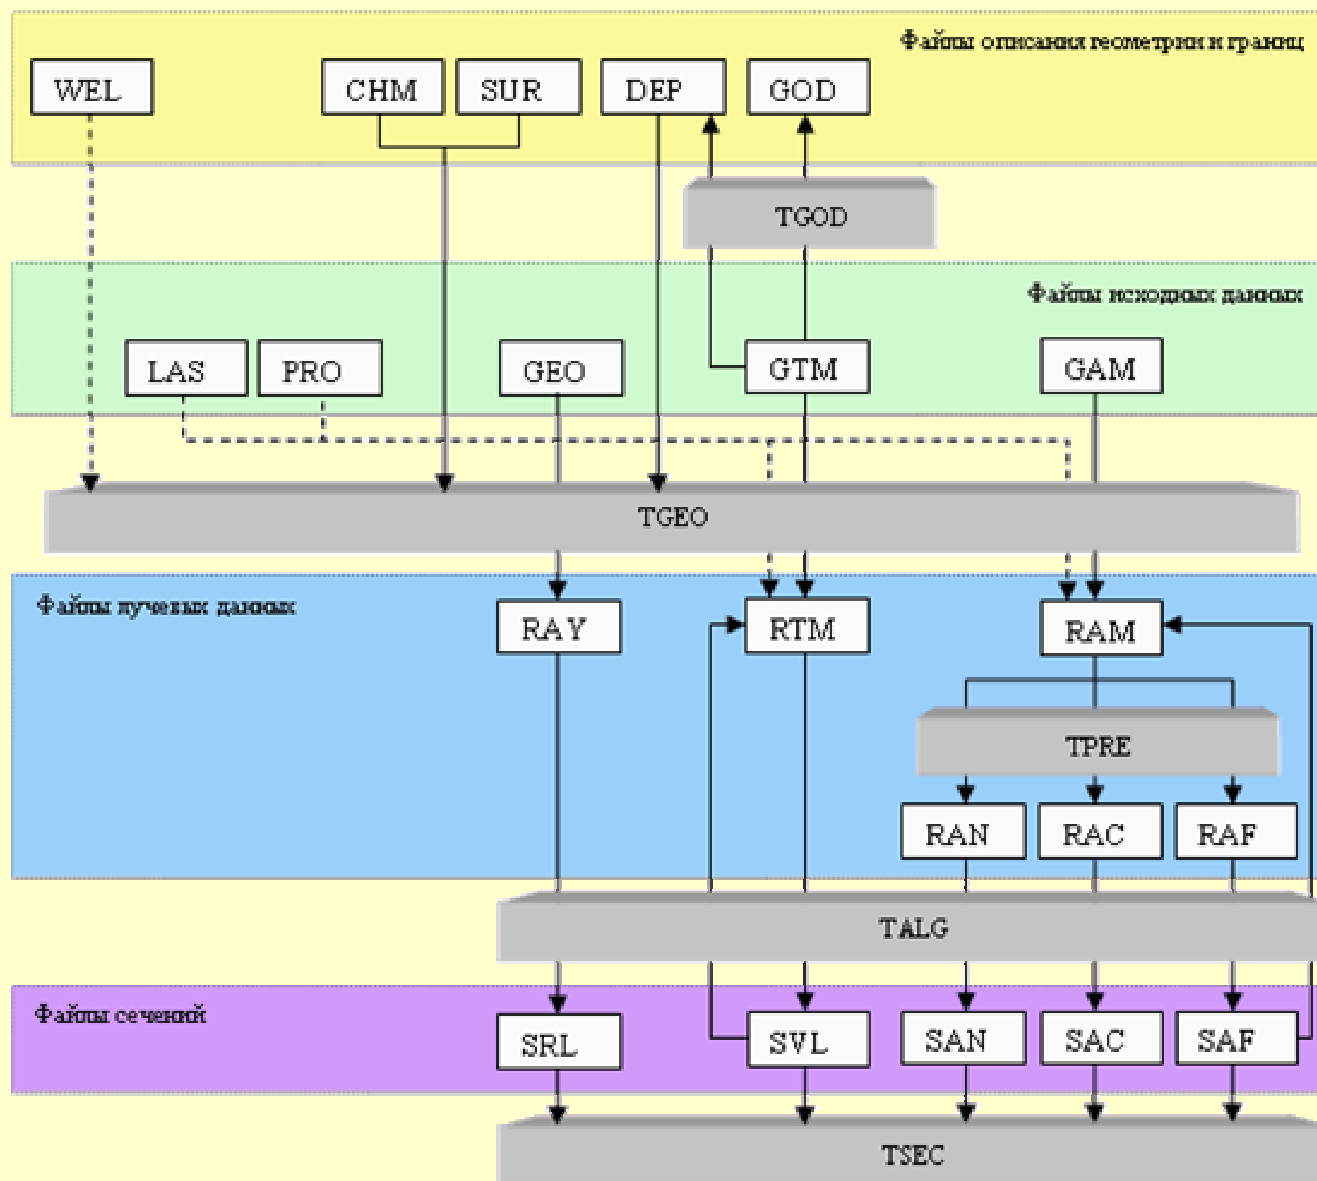 Файлы описания геометрии и границ
WEL CHM SUR DEP GOD
TGOD
Файлы исходных данных
LAS PRO GEO GTM GAM
TGEO
Файлы лучевых данных
RAY RTM RAM
TPRE
RAN RAC RAF
TALG
Файлы сечений
SRL SVL SAN SAC SAF
TSEC